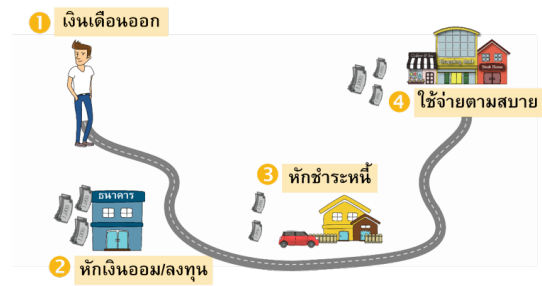 1 เงินเดือนออก
ธนาคาร
2 หักเงินออม/ลงทุน
3 หักชำระหนี้
4 ใช้จ่ายตามสบาย